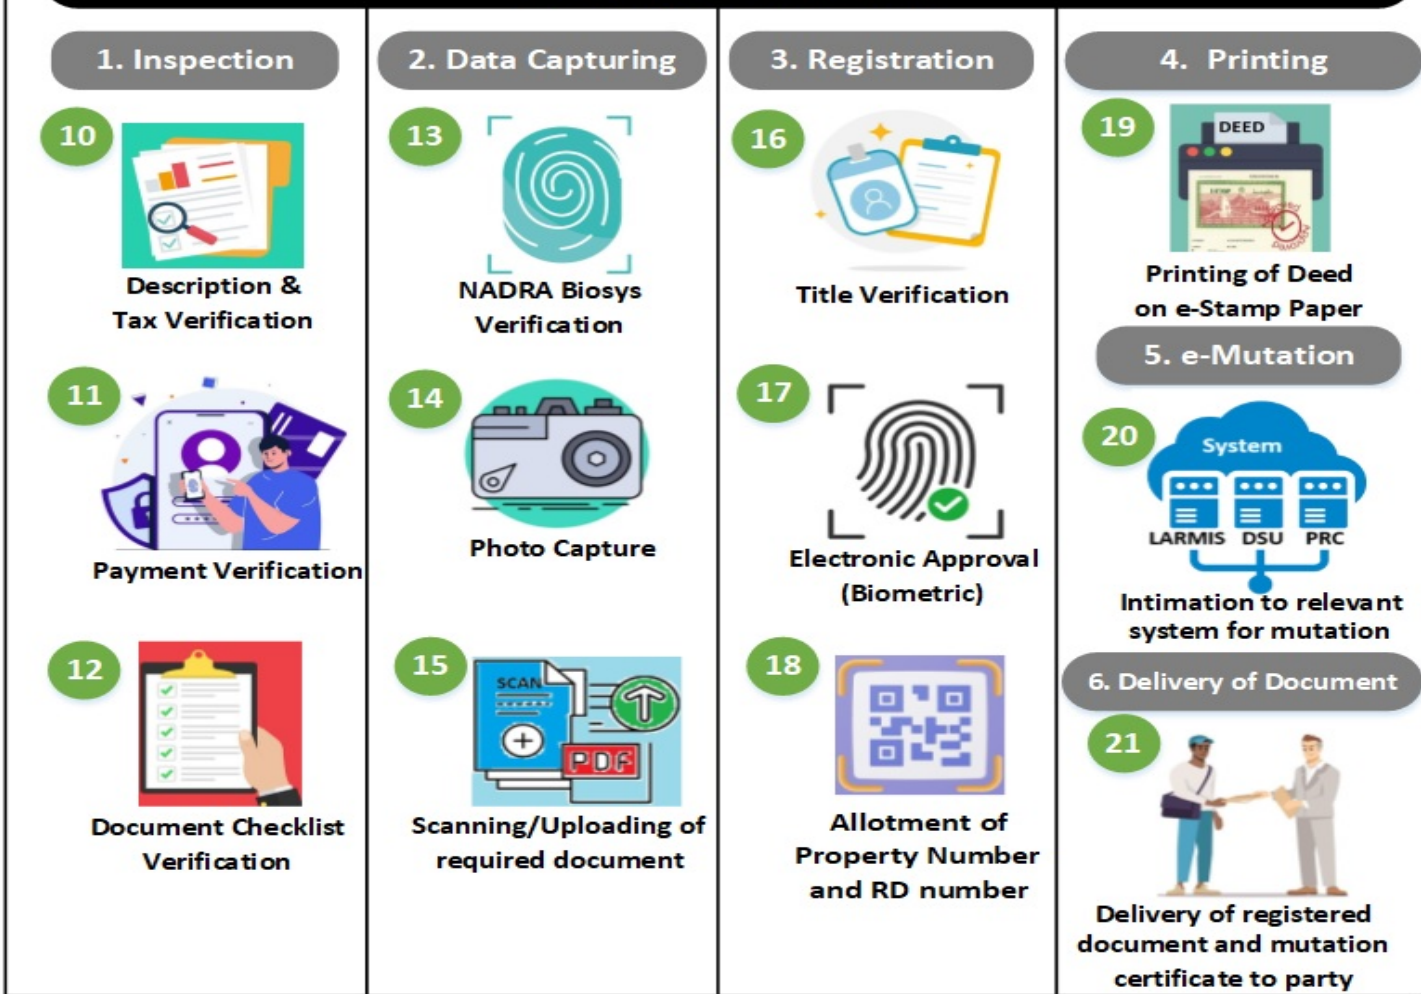 1. Inspection
10
Description &
Tax Verification
11
Payment Verification
12
Document Checklist
Verification
2. Data Capturing
13
NADRA Biosys
Verification
14
Photo Capture
15
SCAN
PDF
Scanning/Uploading of
required document
3. Registration
16
Title Verification
17
Electronic Approval
(Biometric)
18
Allotment of
Property Number
and RD number
4. Printing
19
DEED
Printing of Deed
on e-Stamp Paper
5. e-Mutation
20
System
LARMIS DSU PRC
Intimation to relevant
system for mutation
6. Delivery of Document
21
Delivery of registered
document and mutation
certificate to party